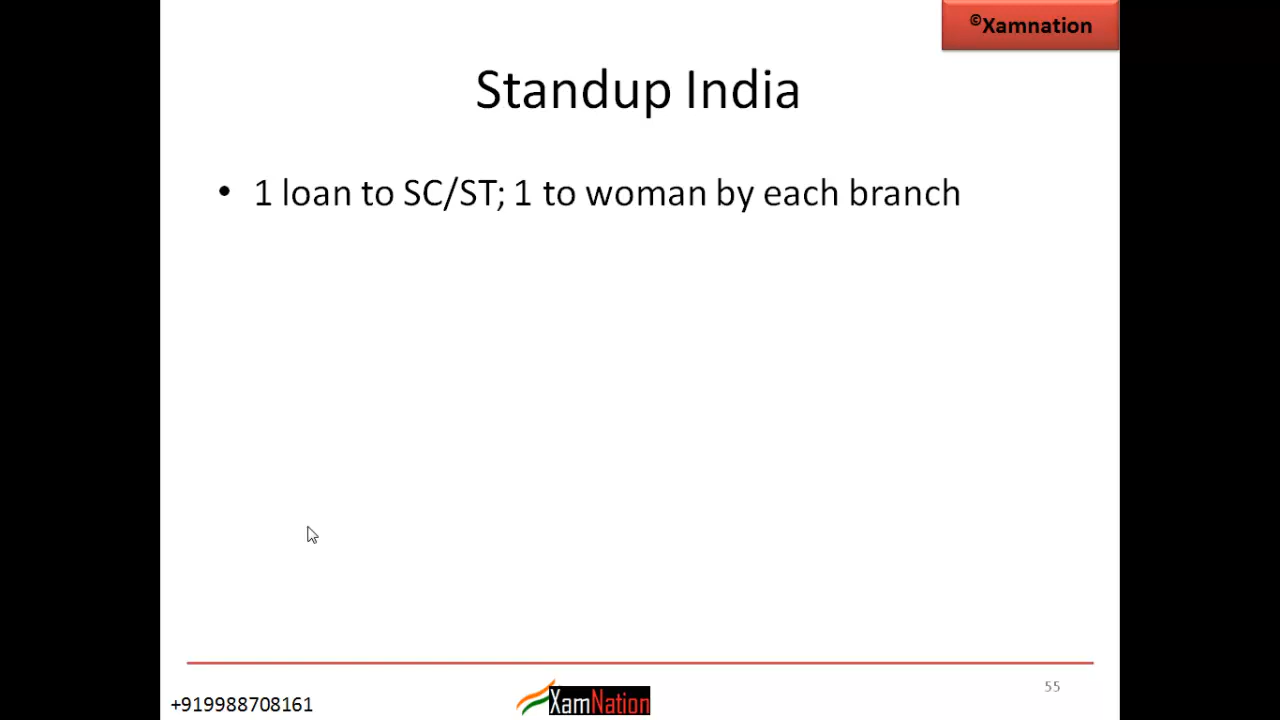 ©Xamnation
Standup India
• 1 loan to SC/ST; 1 to woman by each branch
55
+919988708161
XamNation